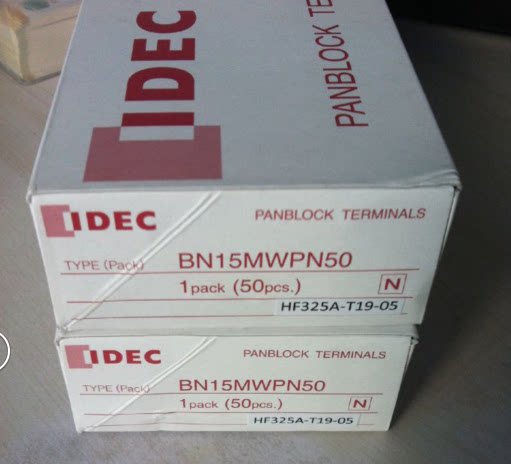 IDEC
PANBLOCK TE
IDEC PANBLOCK TERMINALS
TYPE (Pack) BN15MWPN50
1pack (50pcs.) N
HF325A-T19-05
IDEC PANBLOCK TERMINALS
TYPE (Pack) BN15MWPN50
1pack (50pcs.) N
HF325A-T19-05